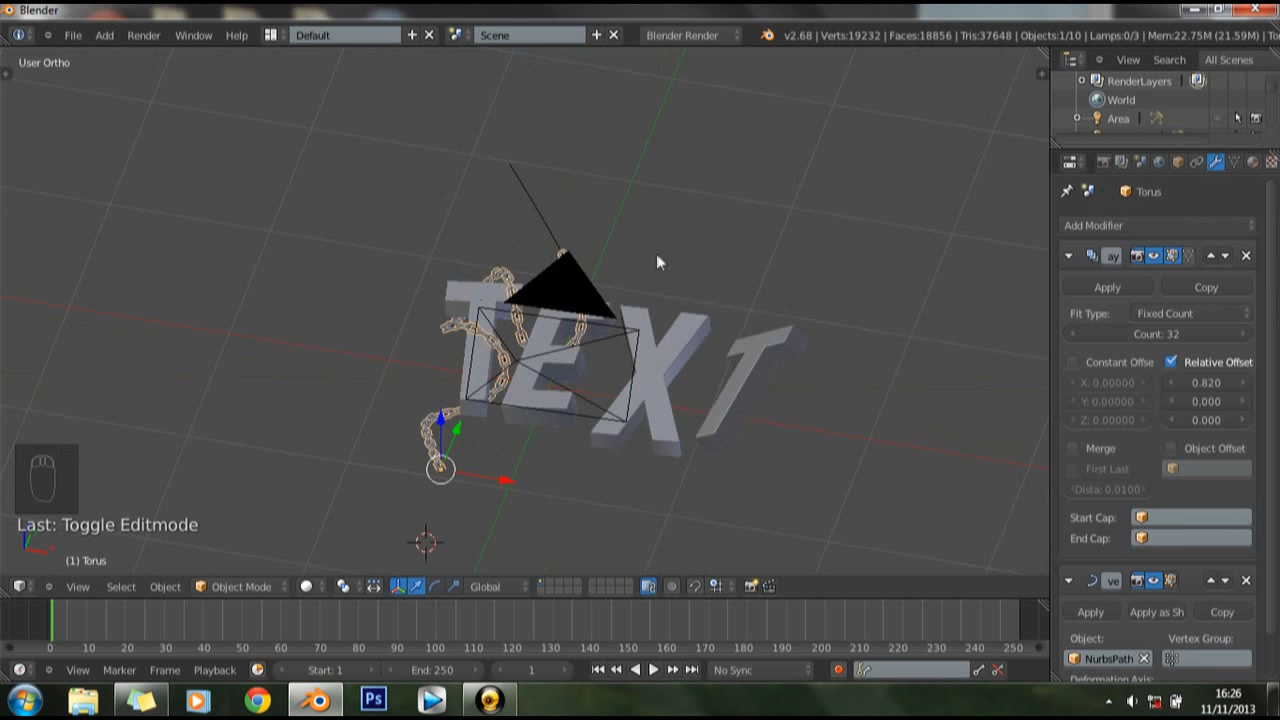 Blender
File Add Render Window Help Default Scene Blender Render v2.68 | Verts:19232 | Faces:18856 | Tris:37648 | Objects:1/10 | Lamps:0/3 | Mem:22.75M (21.59M) | To
User Ortho
View Search All Scenes
RenderLayers
World
Area
Torus
Add Modifier
ay
Apply Copy
Fit Type: Fixed Count
Count: 32
Constant Offse Relative Offset
X: 0.00000 0.820
Y: 0.00000 0.000
Z: 0.00000 0.000
Merge Object Offset
First Last
Dista: 0.0100
Start Cap:
End Cap:
ve
Apply Apply as Sh Copy
Object: Vertex Group:
NurbsPath
Deformation Axis:
TEXT
Last: Toggle Editmode
(1) Torus
View Select Object Object Mode Global
0 10 20 30 40 50 60 70 80 90 100 110 120 130 140 150 160 170 180 190 200 210 220 230 240 250
View Marker Frame Playback Start: 1 End: 250 1 No Sync
Ps
16:26
11/11/2013